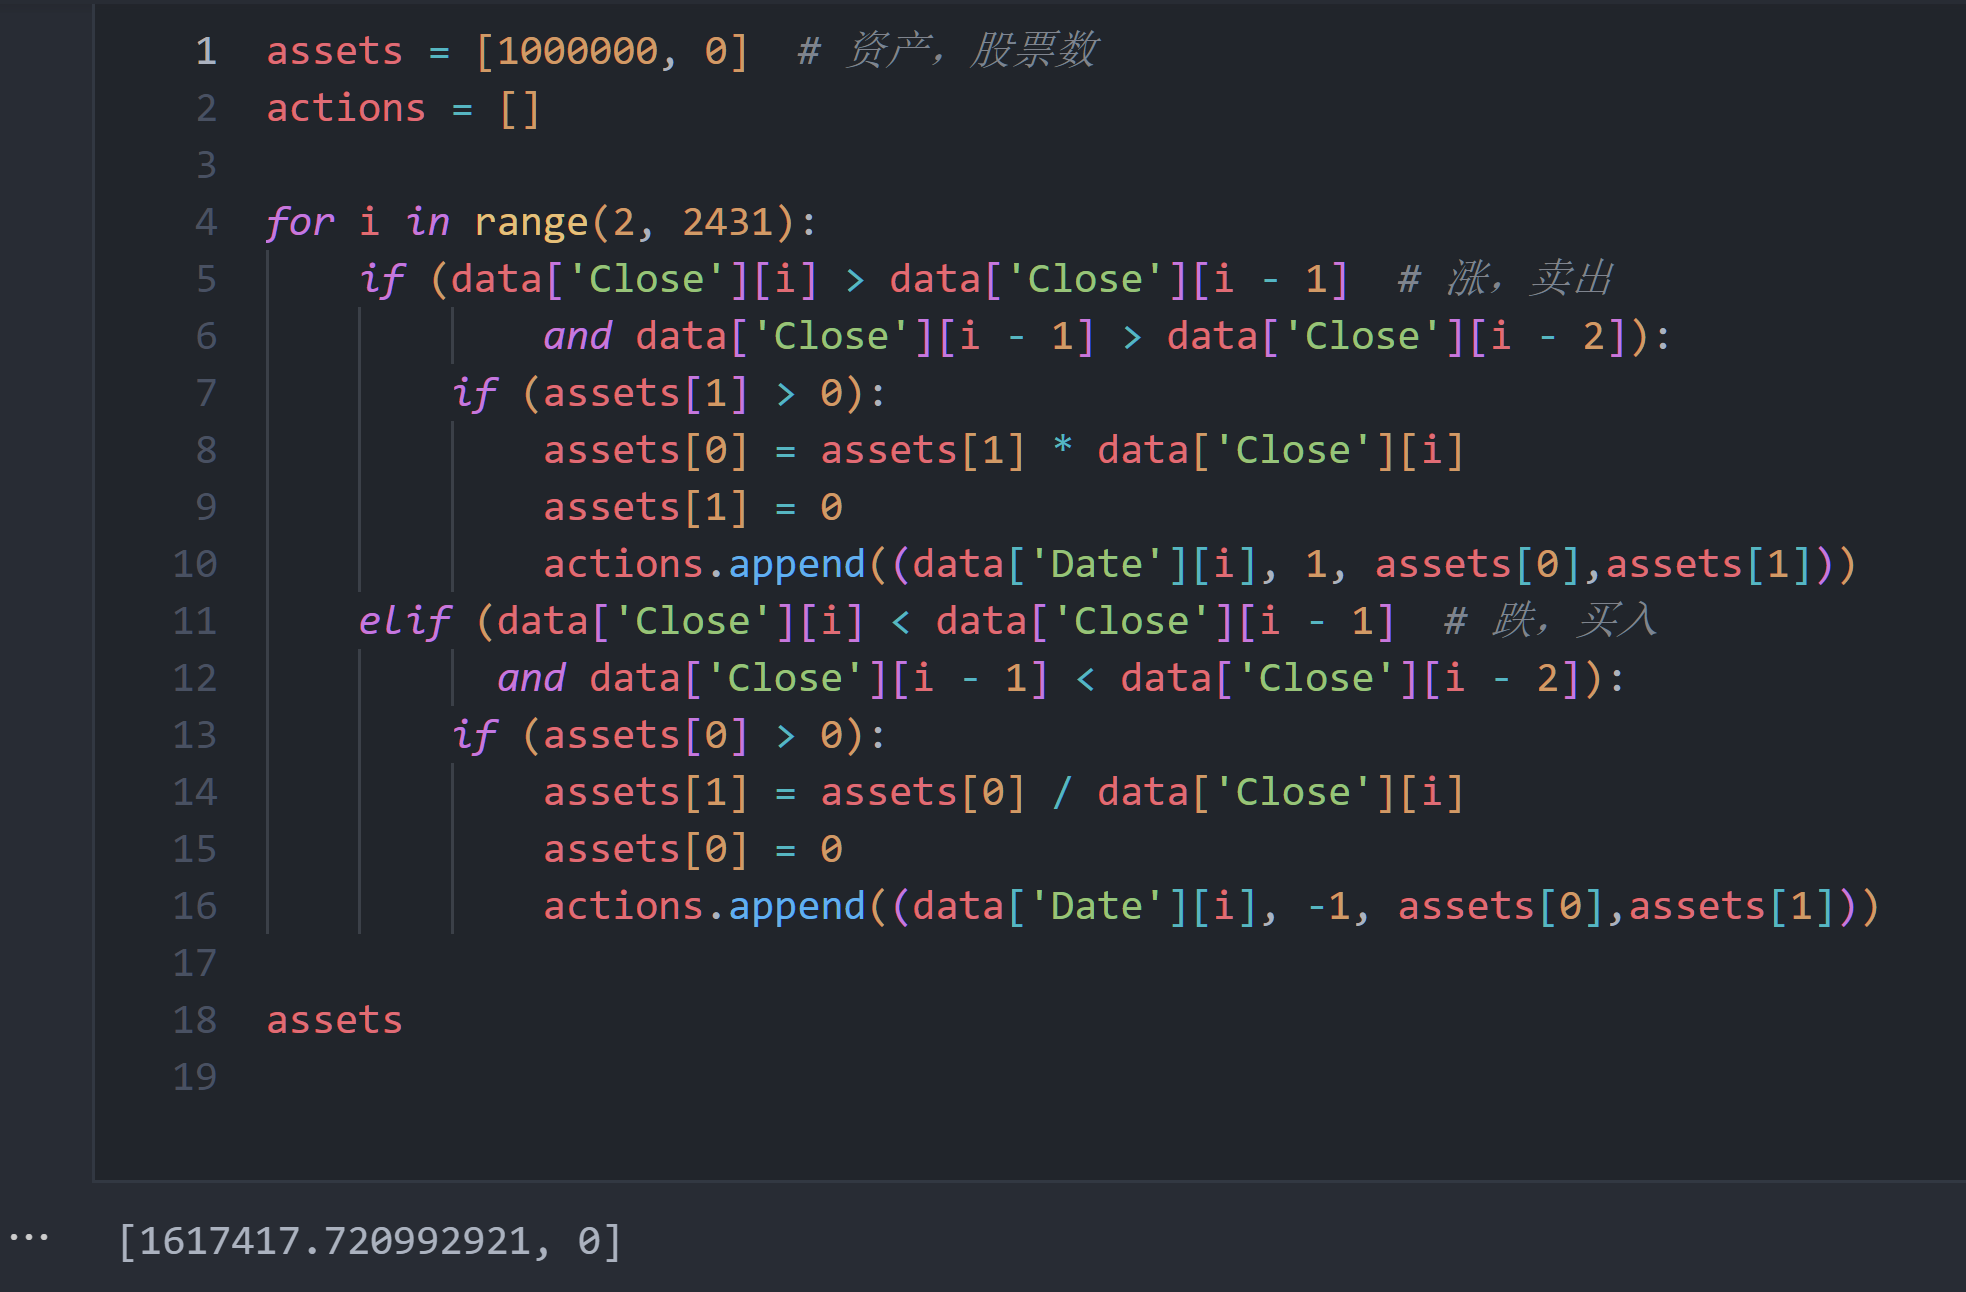 1 assets = [1000000, 0]  # 资产，股票数
2 actions = []
3
4 for i in range(2, 2431):
5     if (data['Close'][i] > data['Close'][i - 1]  # 涨，卖出
6             and data['Close'][i - 1] > data['Close'][i - 2]):
7         if (assets[1] > 0):
8             assets[0] = assets[1] * data['Close'][i]
9             assets[1] = 0
10             actions.append((data['Date'][i], 1, assets[0],assets[1]))
11     elif (data['Close'][i] < data['Close'][i - 1]  # 跌，买入
12           and data['Close'][i - 1] < data['Close'][i - 2]):
13         if (assets[0] > 0):
14             assets[1] = assets[0] / data['Close'][i]
15             assets[0] = 0
16             actions.append((data['Date'][i], -1, assets[0],assets[1]))
17
18 assets
19
... [1617417.720992921, 0]